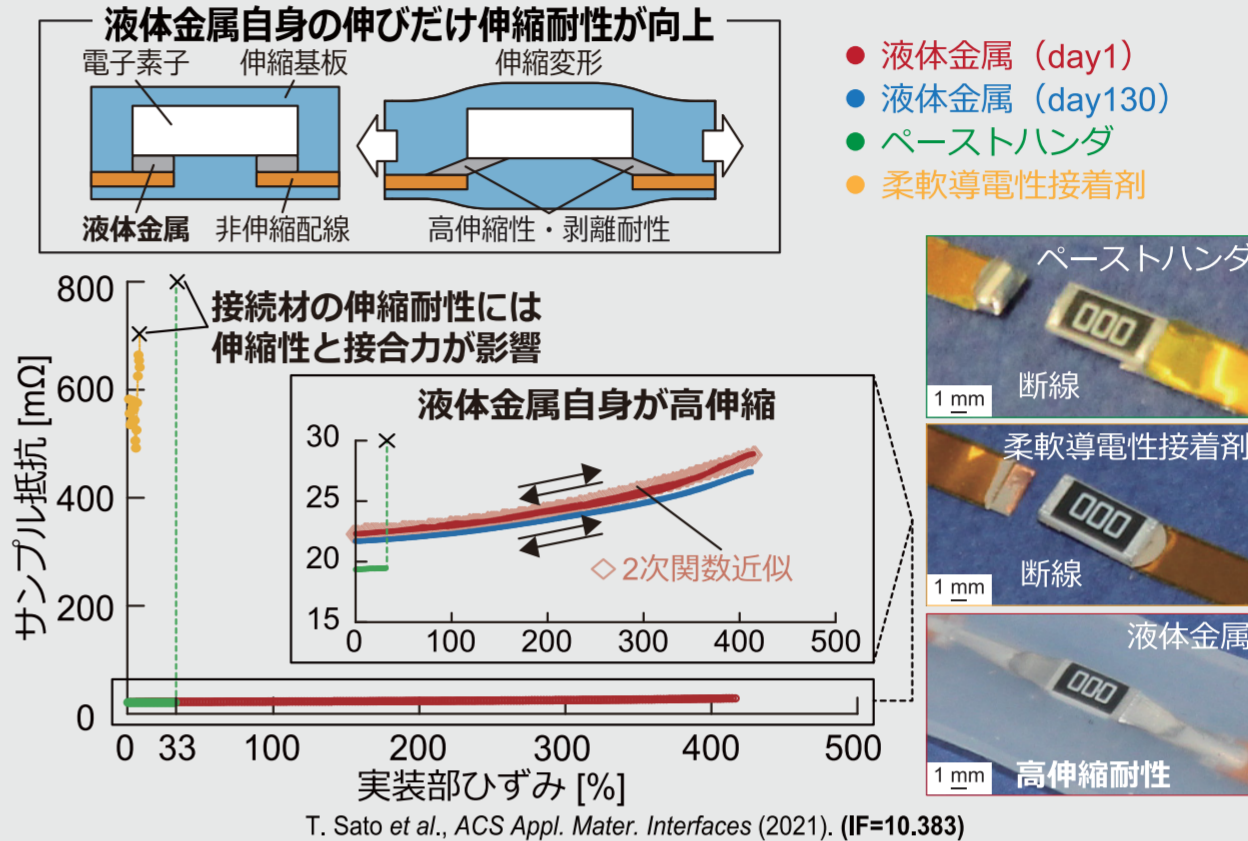 液体金属自身の伸びだけ伸縮耐性が向上
電子素子
伸縮基板
伸縮変形
液体金属
非伸縮配線
高伸縮性・剥離耐性
液体金属（day1）
液体金属（day130）
ペーストハンダ
柔軟導電性接着剤
サンプル抵抗 [mΩ]
800
600
400
200
0
接続材の伸縮耐性には
伸縮性と接合力が影響
液体金属自身が高伸縮
30
25
20
15
2次関数近似
0 100 200 300 400 500
0 33 100 200 300 400 500
実装部ひずみ [%]
ペーストハンダ
000
断線
1 mm
柔軟導電性接着剤
000
断線
1 mm
液体金属
000
1 mm
高伸縮耐性
T. Sato et al., ACS Appl. Mater. Interfaces (2021). (IF=10.383)